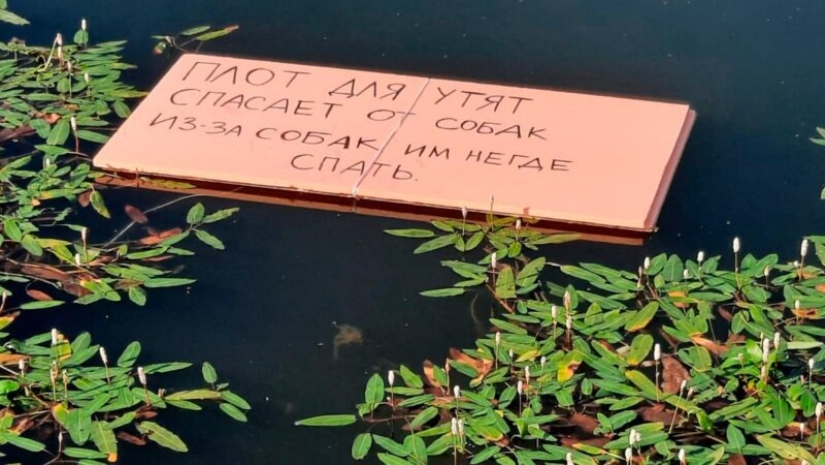 ПЛОТ ДЛЯ УТЯТ
СПАСАЕТ ОТ СОБАК
ИЗ-ЗА СОБАК ИМ НЕГДЕ
СПАТЬ.